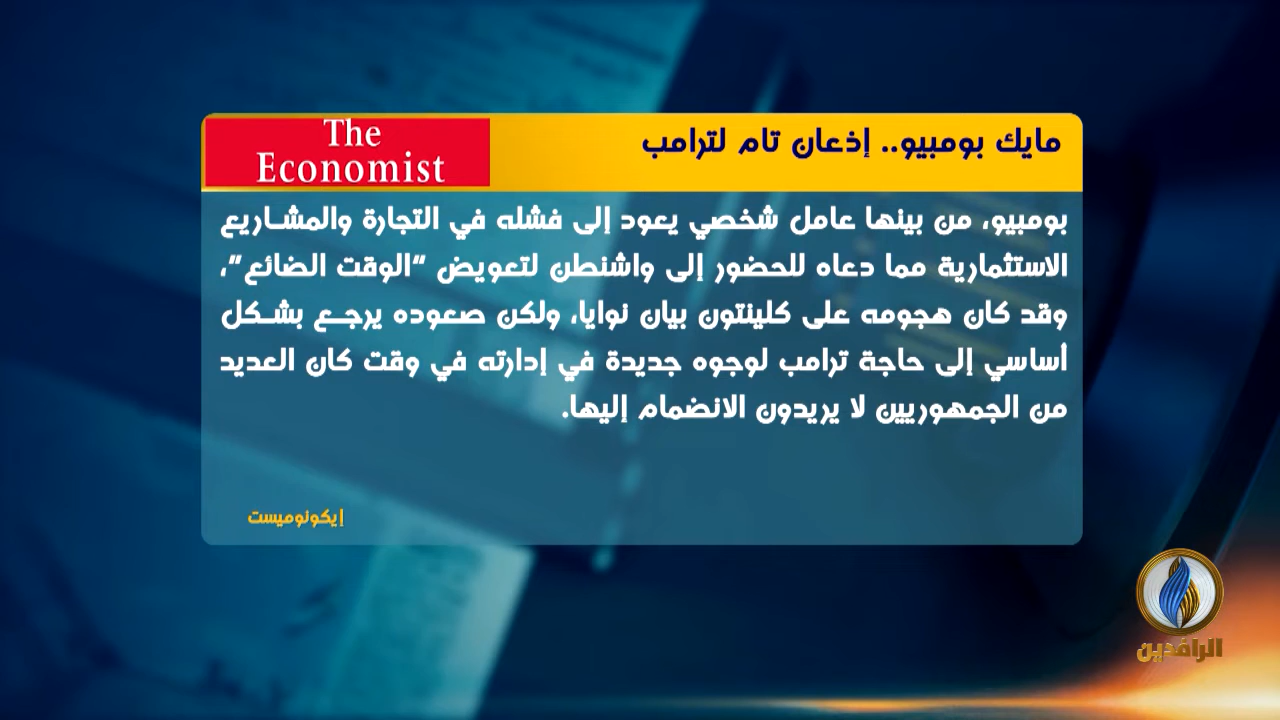 The
Economist
مايك بومبيو.. إذعان تام لترامب
بومبيو، من بينها عامل شخصي يعود إلى فشله في التجارة والمشاريع
الاستثمارية مما دعاه للحضور إلى واشنطن لتعويض "الوقت الضائع"،
وقد كان هجومه على كلينتون بيان نوايا، ولكن صعوده يرجع بشكل
أساسي إلى حاجة ترامب لوجوه جديدة في إدارته في وقت كان العديد
من الجمهوريين لا يريدون الانضمام إليها.
إيكونوميست
الرافدين